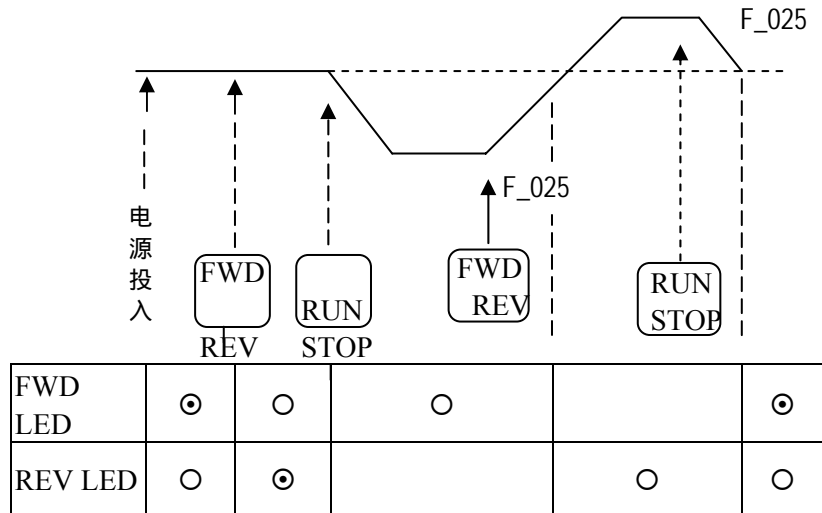 F_025
F_025
电源投入
FWD
REV
RUN
STOP
FWD
REV
RUN
STOP
FWD
LED
REV LED